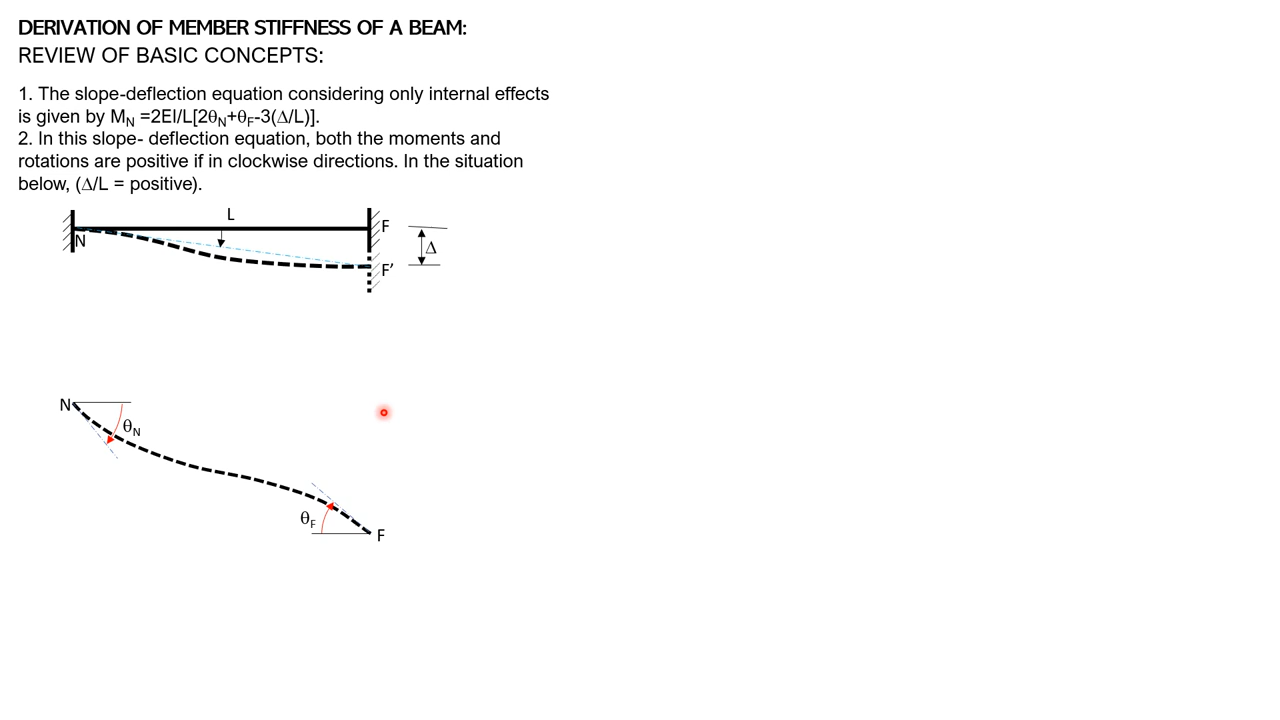 DERIVATION OF MEMBER STIFFNESS OF A BEAM:
REVIEW OF BASIC CONCEPTS:
1. The slope-deflection equation considering only internal effects
is given by MN =2EI/L[2θN+θF-3(Δ/L)].
2. In this slope- deflection equation, both the moments and
rotations are positive if in clockwise directions. In the situation
below, (Δ/L = positive).
L
F
N
Δ
F’
N
θN
θF
F